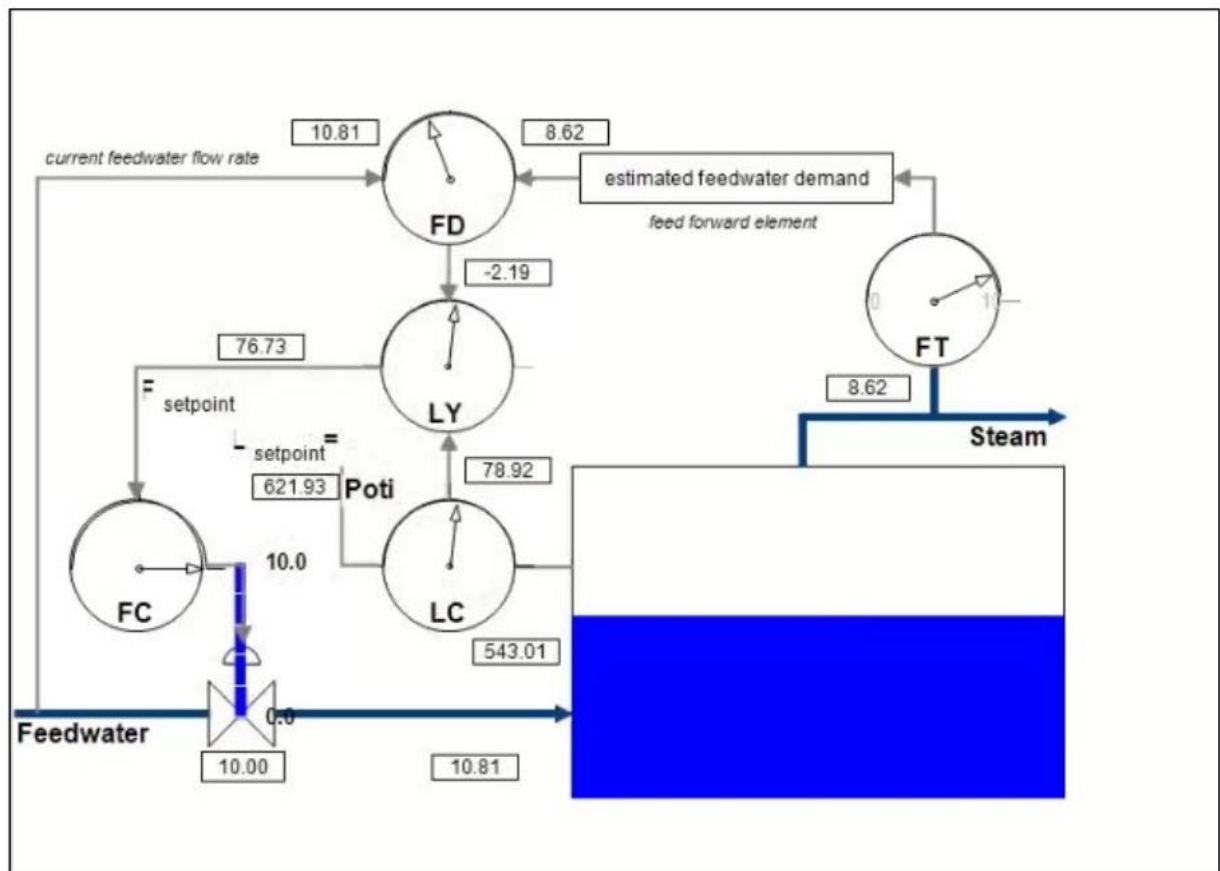 10.81
8.62
current feedwater flow rate
estimated feedwater demand
FD
feed forward element
-2.19
0
10
76.73
FT
F setpoint
8.62
LY
Steam
L setpoint =
78.92
621.93
Poti
10.0
FC
LC
543.01
0.0
Feedwater
10.00
10.81